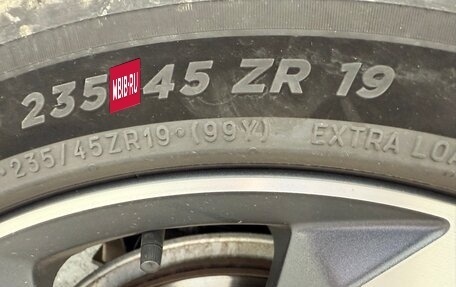 235 45 ZR 19
MBIB.RU
235/45ZR19 (99Y) EXTRA LOA